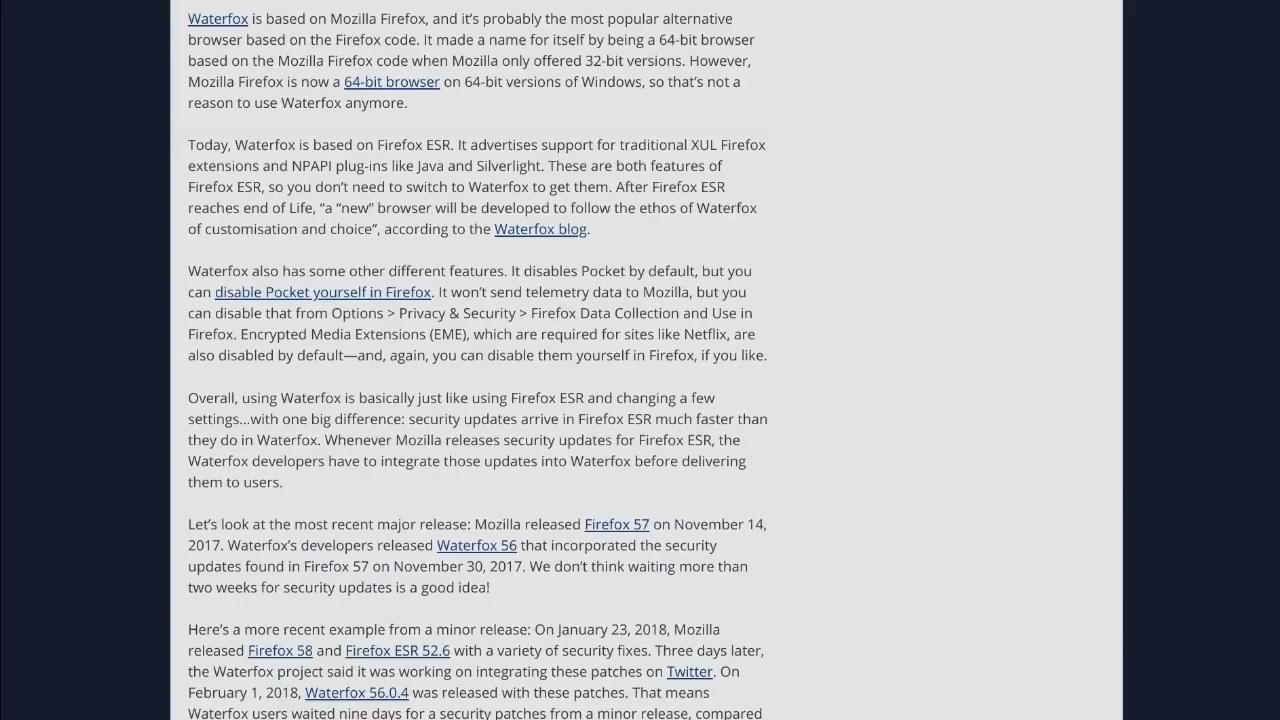 Waterfox is based on Mozilla Firefox, and it's probably the most popular alternative
browser based on the Firefox code. It made a name for itself by being a 64-bit browser
based on the Mozilla Firefox code when Mozilla only offered 32-bit versions. However,
Mozilla Firefox is now a 64-bit browser on 64-bit versions of Windows, so that's not a
reason to use Waterfox anymore.
Today, Waterfox is based on Firefox ESR. It advertises support for traditional XUL Firefox
extensions and NPAPI plug-ins like Java and Silverlight. These are both features of
Firefox ESR, so you don't need to switch to Waterfox to get them. After Firefox ESR
reaches end of Life, “a “new” browser will be developed to follow the ethos of Waterfox
of customisation and choice”, according to the Waterfox blog.
Waterfox also has some other different features. It disables Pocket by default, but you
can disable Pocket yourself in Firefox. It won't send telemetry data to Mozilla, but you
can disable that from Options > Privacy & Security > Firefox Data Collection and Use in
Firefox. Encrypted Media Extensions (EME), which are required for sites like Netflix, are
also disabled by default—and, again, you can disable them yourself in Firefox, if you like.
Overall, using Waterfox is basically just like using Firefox ESR and changing a few
settings…with one big difference: security updates arrive in Firefox ESR much faster than
they do in Waterfox. Whenever Mozilla releases security updates for Firefox ESR, the
Waterfox developers have to integrate those updates into Waterfox before delivering
them to users.
Let's look at the most recent major release: Mozilla released Firefox 57 on November 14,
2017. Waterfox's developers released Waterfox 56 that incorporated the security
updates found in Firefox 57 on November 30, 2017. We don't think waiting more than
two weeks for security updates is a good idea!
Here's a more recent example from a minor release: On January 23, 2018, Mozilla
released Firefox 58 and Firefox ESR 52.6 with a variety of security fixes. Three days later,
the Waterfox project said it was working on integrating these patches on Twitter. On
February 1, 2018, Waterfox 56.0.4 was released with these patches. That means
Waterfox users waited nine days for a security patches from a minor release, compared